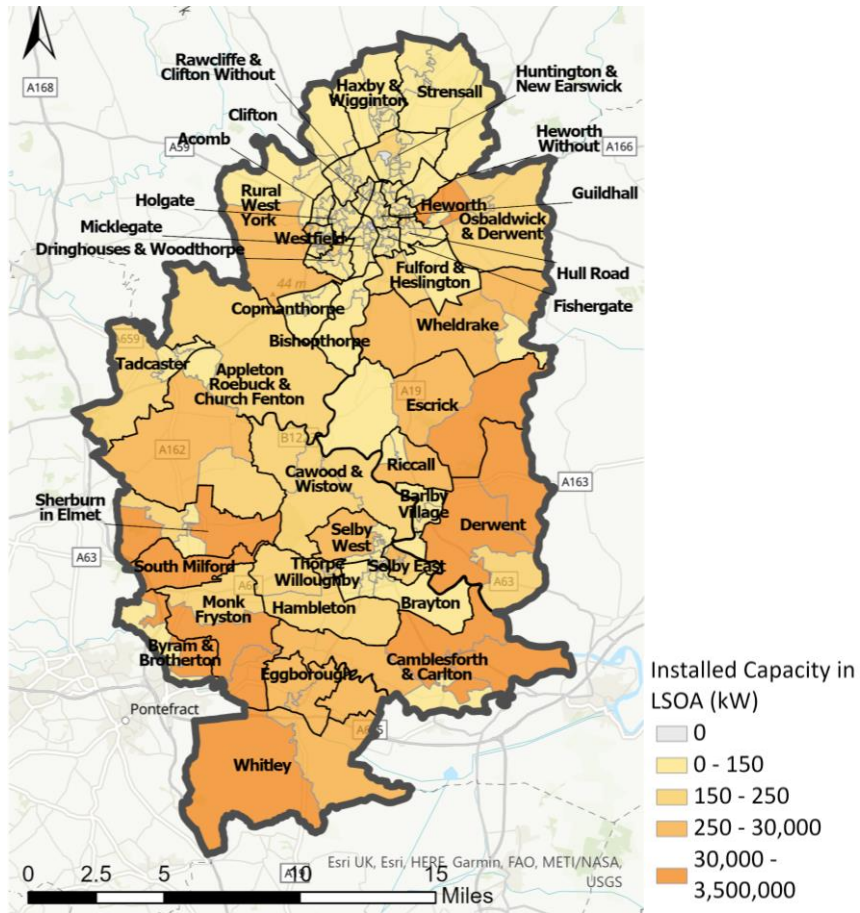 Rawcliffe &
Clifton Without
Haxby &
Wigginton
Strensall
Huntington &
New Earswick
A168
Clifton
Heworth
Without
Acomb
A59
A166
Holgate
Rural
West
York
Heworth
Guildhall
Osbaldwick
& Derwent
Micklegate
Westfield
Dringhouses & Woodthorpe
Hull Road
Fulford &
Heslington
44 m
Fishergate
Copmanthorpe
Wheldrake
Bishopthorpe
A659
Tadcaster
Appleton
Roebuck &
Church Fenton
A19
Escrick
B122
A162
Riccall
Cawood &
Wistow
A163
Sherburn
in Elmet
Barlby
Village
Derwent
Selby
West
A63
South Milford
Thorpe
Willoughby
Selby East
A63
Monk
Fryston
Hambleton
Brayton
Byram &
Brotherton
Eggborough
Camblesforth
& Carlton
Pontefract
Whitley
Installed Capacity in
LSOA (kW)
0
0 - 150
150 - 250
250 - 30,000
30,000 -
3,500,000
Esri UK, Esri, HERE, Garmin, FAO, METI/NASA,
USGS
A19
0 2.5 5 10 15
Miles